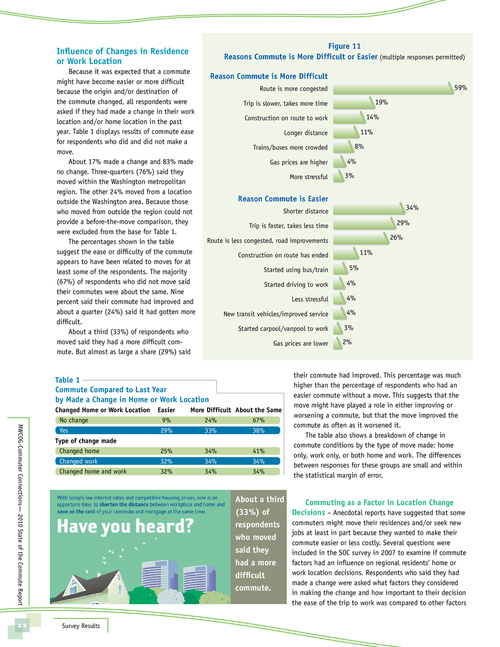 Influence of Changes in Residence
or Work Location
Because it was expected that a commute
might have become easier or more difficult
because the origin and/or destination of
the commute changed, all respondents were
asked if they had made a change in their work
location and/or home location in the past
year. Table 1 displays results of commute ease
for respondents who did and did not make a
move.
About 17% made a change and 83% made
no change. Three-quarters (76%) said they
moved within the Washington metropolitan
region. The other 24% moved from a location
outside the Washington area. Because those
who moved from outside the region could not
provide a before-the-move comparison, they
were excluded from the base for Table 1.
The percentages shown in the table
suggest the ease or difficulty of the commute
appears to have been related to moves for at
least some of the respondents. The majority
(67%) of respondents who did not move said
their commutes were about the same. Nine
percent said their commute had improved and
about a quarter (24%) said it had gotten more
difficult.
About a third (33%) of respondents who
moved said they had a more difficult com-
mute. But almost as large a share (29%) said
Figure 11
Reasons Commute is More Difficult or Easier (multiple responses permitted)
Reason Commute is More Difficult
Route is more congested 59%
Trip is slower, takes more time 19%
Construction on route to work 14%
Longer distance 11%
Trains/buses more crowded 8%
Gas prices are higher 4%
More stressful 3%
Reason Commute is Easier
Shorter distance 34%
Trip is faster, takes less time 29%
Route is less congested, road improvements 26%
Construction on route has ended 11%
Started using bus/train 5%
Started driving to work 4%
Less stressful 4%
New transit vehicles/improved service 4%
Started carpool/vanpool to work 3%
Gas prices are lower 2%
Table 1
Commute Compared to Last Year
by Made a Change in Home or Work Location
Changed Home or Work Location Easier More Difficult About the Same
No change 9% 24% 67%
Yes 29% 33% 38%
Type of change made
Changed home 25% 34% 41%
Changed work 32% 34% 34%
Changed home and work 32% 34% 34%
With today's low interest rates and competitive housing prices, now is an
opportune time to shorten the distance between workplace and home and
save on the cost of your commute and mortgage at the same time.
Have you heard?
About a third
(33%) of
respondents
who moved
said they
had a more
difficult
commute.
their commute had improved. This percentage was much
higher than the percentage of respondents who had an
easier commute without a move. This suggests that the
move might have played a role in either improving or
worsening a commute, but that the move improved the
commute as often as it worsened it.
The table also shows a breakdown of change in
commute conditions by the type of move made: home
only, work only, or both home and work. The differences
between responses for these groups are small and within
the statistical margin of error.
Commuting as a Factor in Location Change
Decisions – Anecdotal reports have suggested that some
commuters might move their residences and/or seek new
jobs at least in part because they wanted to make their
commute easier or less costly. Several questions were
included in the SOC survey in 2007 to examine if commute
factors had an influence on regional residents' home or
work location decisions. Respondents who said they had
made a change were asked what factors they considered
in making the change and how important to their decision
the ease of the trip to work was compared to other factors
MWCOG-Commuter Connections— 2010 State of the Commute Report
Survey Results